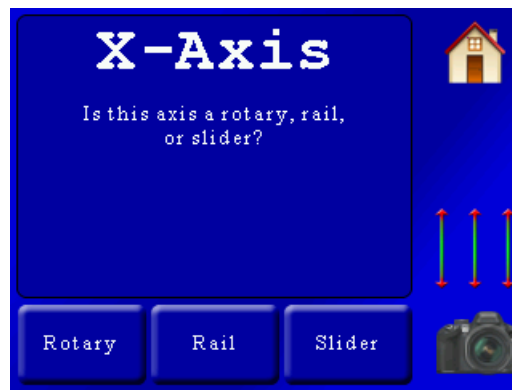 X-Axis
Is this axis a rotary, rail,
or slider?
Rotary
Rail
Slider